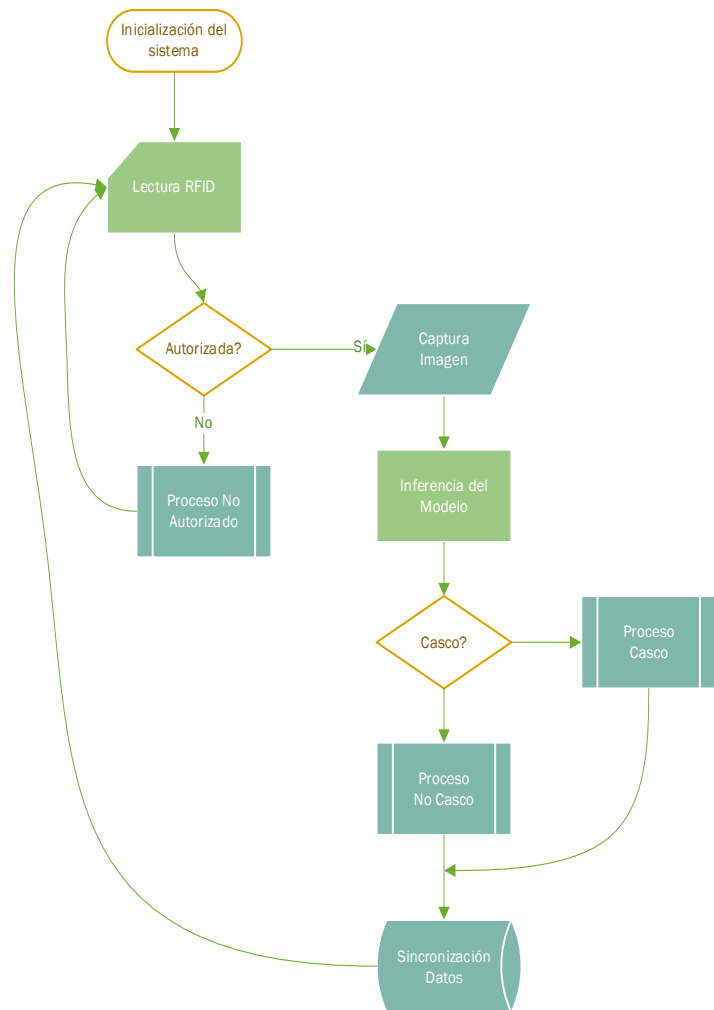 Inicialización del
sistema
Lectura RFID
Autorizada?
Sí
Captura
Imagen
No
Proceso No
Autorizado
Inferencia del
Modelo
Casco?
Proceso
Casco
Proceso
No Casco
Sincronización
Datos